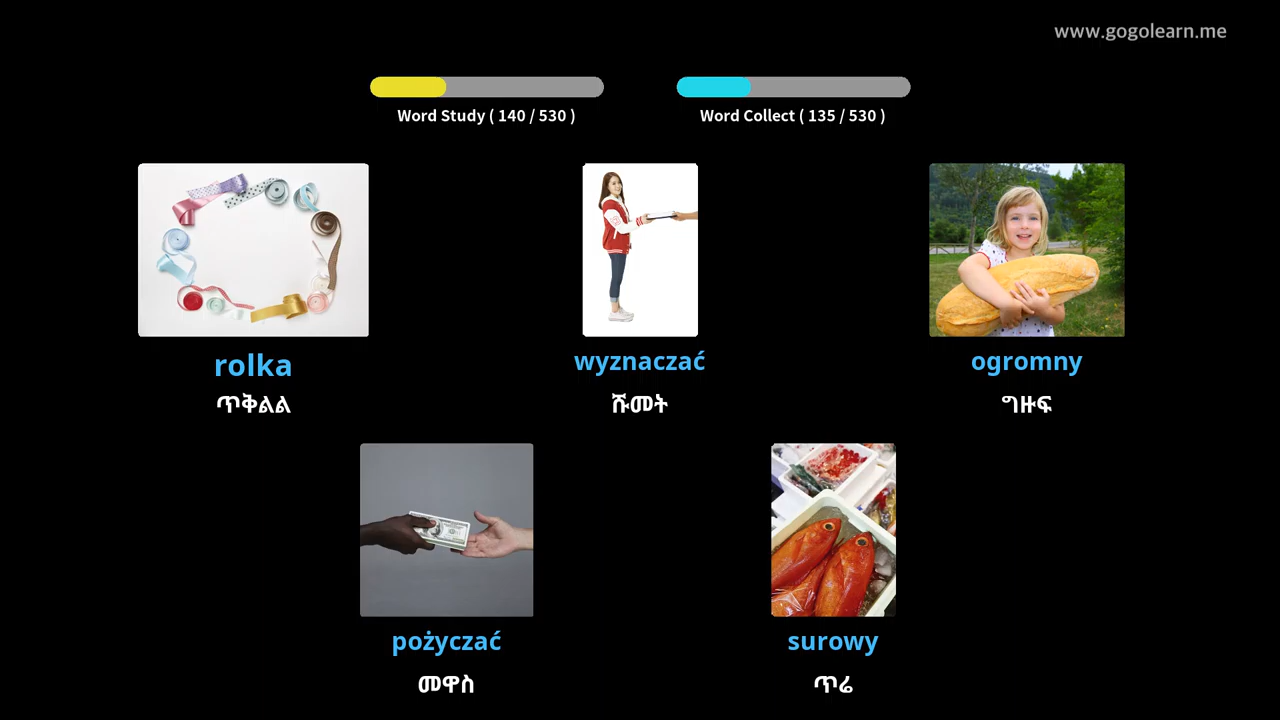 www.gogolearn.me
Word Study ( 140 / 530 )
Word Collect ( 135 / 530 )
rolka
ጥቅልል
wyznaczać
ሹመት
ogromny
ግዙፍ
pożyczać
መዋስ
surowy
ጥሬ